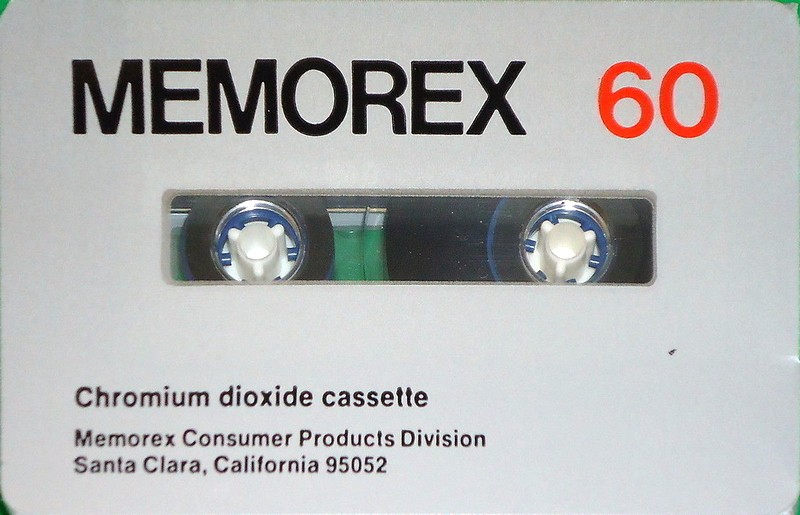 MEMOREX 60
Chromium dioxide cassette
Memorex Consumer Products Division
Santa Clara, California 95052